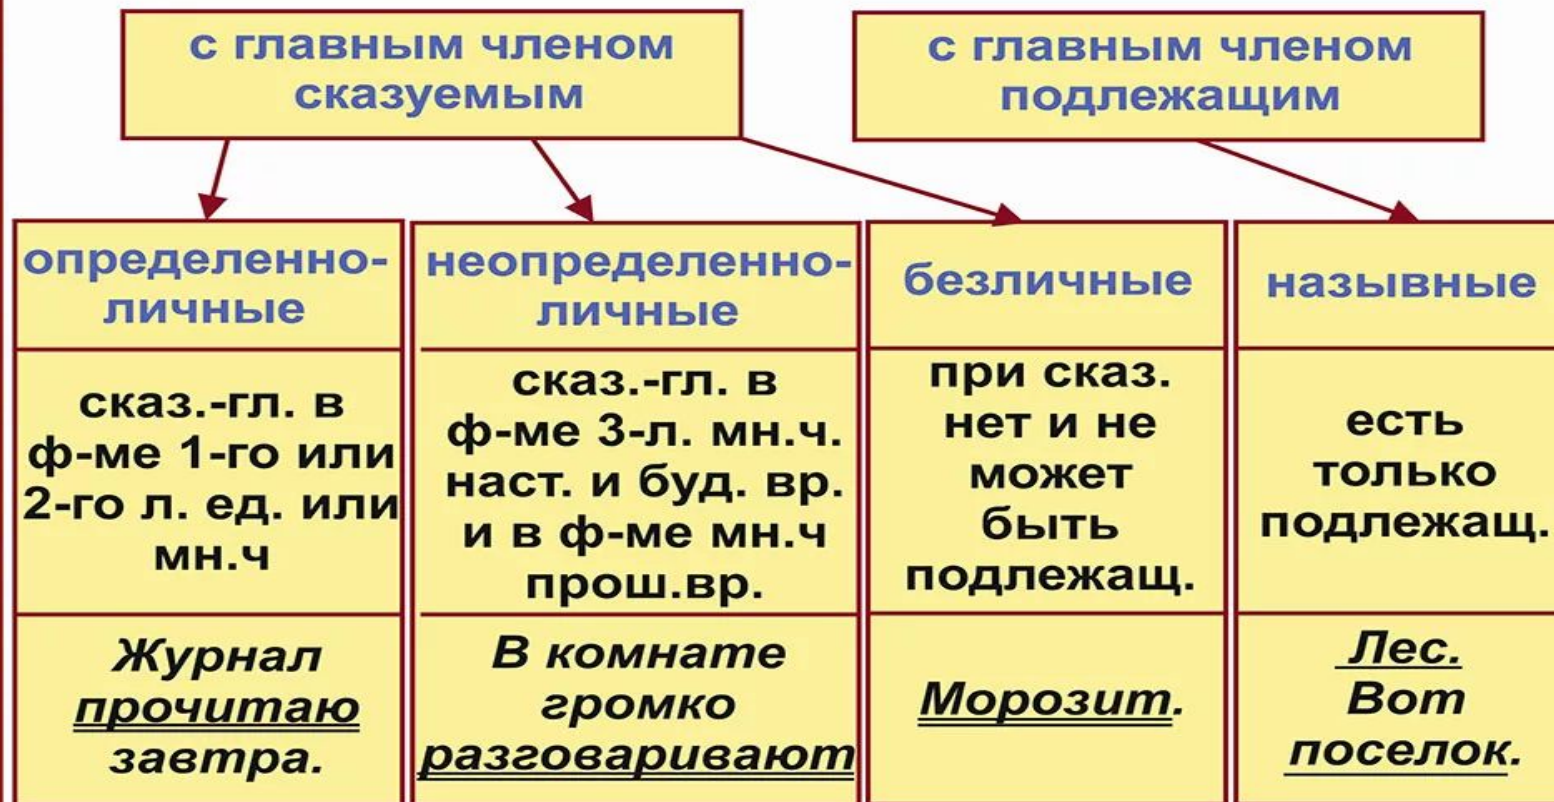 с главным членом
сказуемым
с главным членом
подлежащим
определенно-
личные
неопределенно-
личные
безличные
назывные
сказ.-гл. в
ф-ме 1-го или
2-го л. ед. или
мн.ч
сказ.-гл. в
ф-ме 3-л. мн.ч.
наст. и буд. вр.
и в ф-ме мн.ч
прош.вр.
при сказ.
нет и не
может
быть
подлежащ.
есть
только
подлежащ.
Журнал
прочитаю
завтра.
В комнате
громко
разговаривают
Морозит.
Лес.
Вот
поселок.